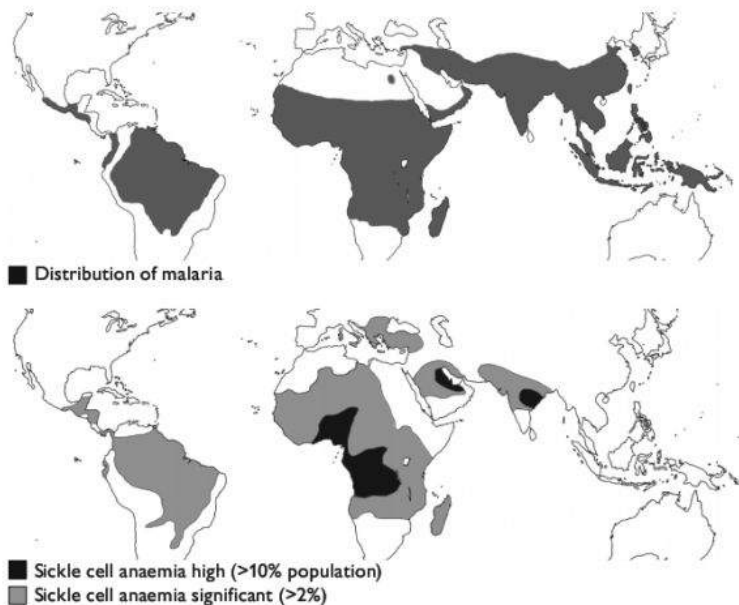 Distribution of malaria
Sickle cell anaemia high (>10% population)
Sickle cell anaemia significant (>2%)